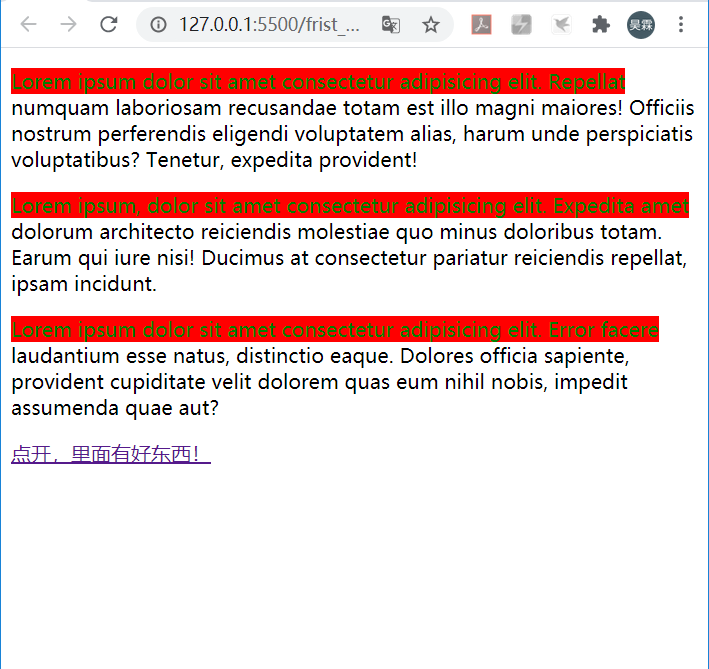 127.0.0.1:5500/frist_...
昊霖
Lorem ipsum dolor sit amet consectetur adipisicing elit. Repellat
numquam laboriosam recusandae totam est illo magni maiores! Officiis
nostrum perferendis eligendi voluptatem alias, harum unde perspiciatis
voluptatibus? Tenetur, expedita provident!
Lorem ipsum, dolor sit amet consectetur adipisicing elit. Expedita amet
dolorum architecto reiciendis molestiae quo minus doloribus totam.
Earum qui iure nisi! Ducimus at consectetur pariatur reiciendis repellat,
ipsam incidunt.
Lorem ipsum dolor sit amet consectetur adipisicing elit. Error facere
laudantium esse natus, distinctio eaque. Dolores officia sapiente,
provident cupiditate velit dolorem quas eum nihil nobis, impedit
assumenda quae aut?
点开，里面有好东西！